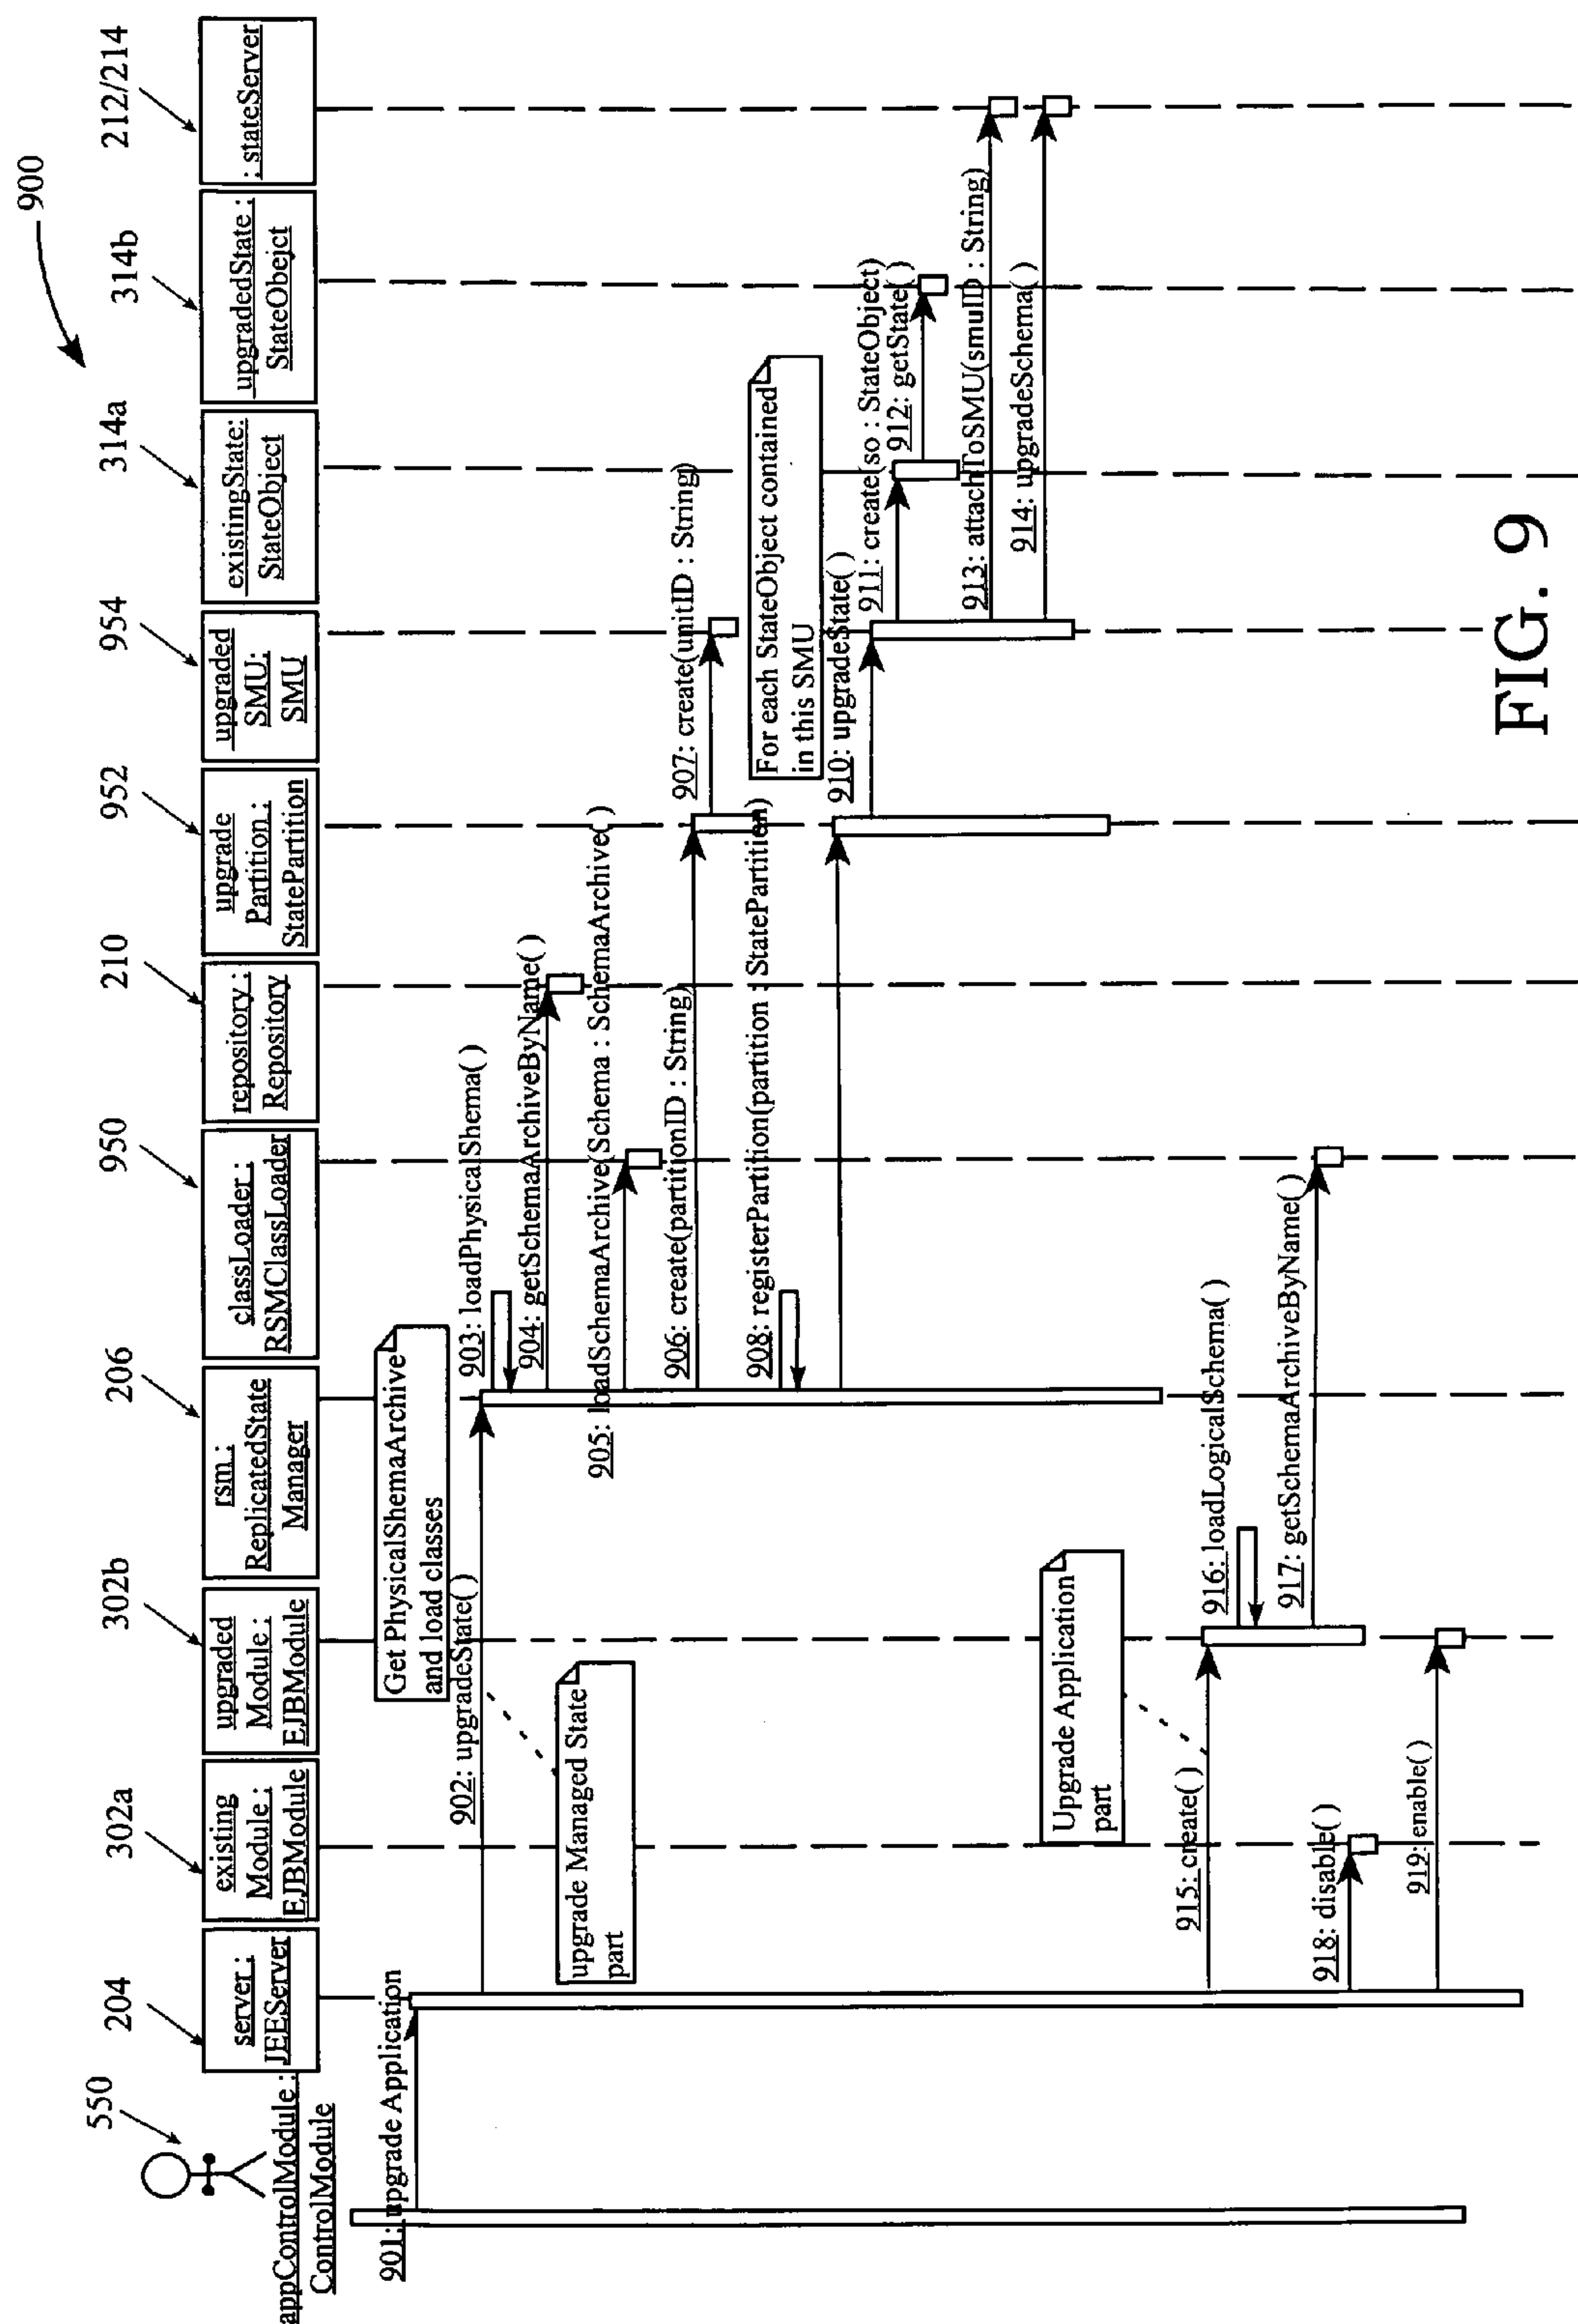 900
550
appControlModule :
ControlModule
204
server :
JEEServer
302a
existing
Module :
EJBModule
302b
upgraded
Module :
EJBModule
206
rsm :
ReplicatedState
Manager
950
classLoader :
RSMClassLoader
210
repository :
Repository
952
upgrade
Partition :
StatePartition
954
upgraded
SMU:
SMU
314a
existingState:
StateObject
314b
upgradedState :
StateObejct
212/214
: stateServer
901: upgrade Application
Get PhysicalShemaArchive
and load classes
902: upgradeState( )
upgrade Managed State
part
903: loadPhysicalShema( )
904: getSchemaArchiveByName( )
905: loadSchemaArchive(Schema : SchemaArchive( )
906: create(partitionID : String)
907: create(unitID : String)
908: registerPartition(partition : StatePartition)
For each StateObject contained
in this SMU
910: upgradeState( )
911: create(so : StateObject)
912: getState( )
913: attachToSMU(smuID : String)
914: upgradeSchema( )
Upgrade Application
part
915: create( )
916: loadLogicalSchema( )
917: getSchemaArchiveByName( )
918: disable( )
919: enable( )
FIG. 9